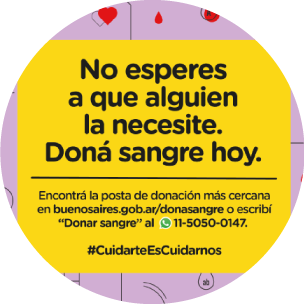 No esperes
a que alguien
la necesite.
Doná sangre hoy.
Encontrá la posta de donación más cercana
en buenosaires.gob.ar/donasangre o escribí
“Donar sangre” al 11-5050-0147.
#CuidarteEsCuidarnos